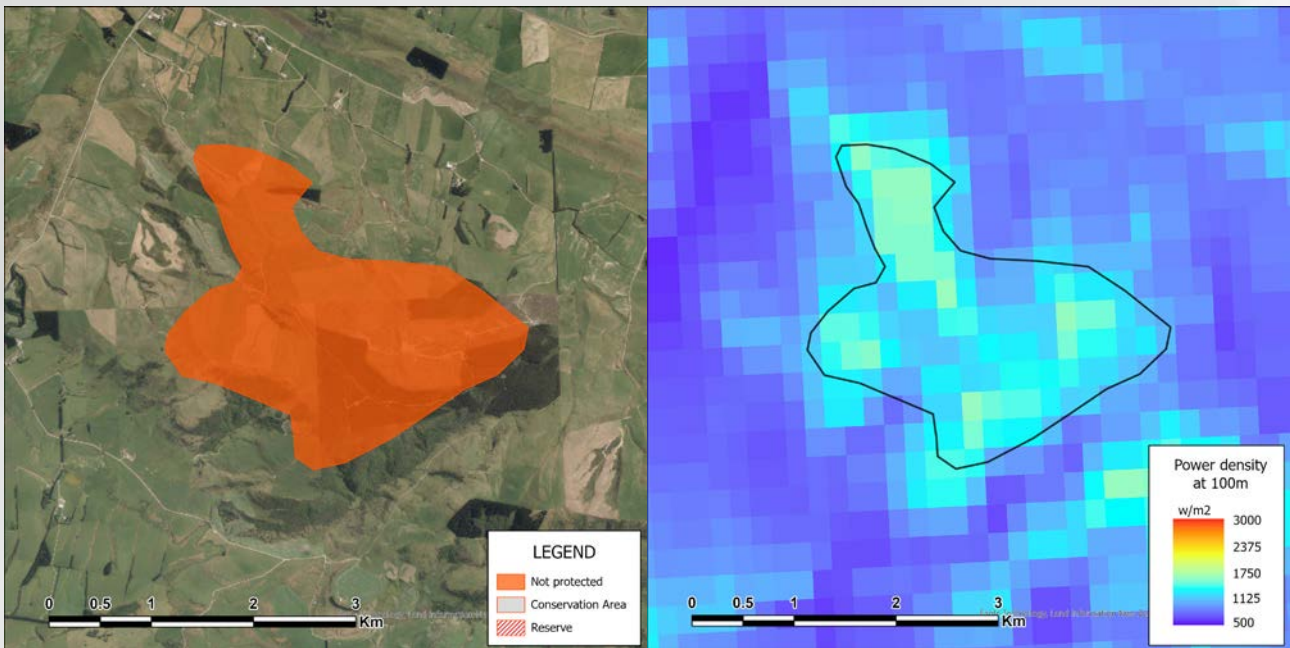 LEGEND
Not protected
Conservation Area
Reserve
0 0.5 1 2 3
Km
Power density
at 100m
w/m2
3000
2375
1750
1125
500
0 0.5 1 2 3
Km